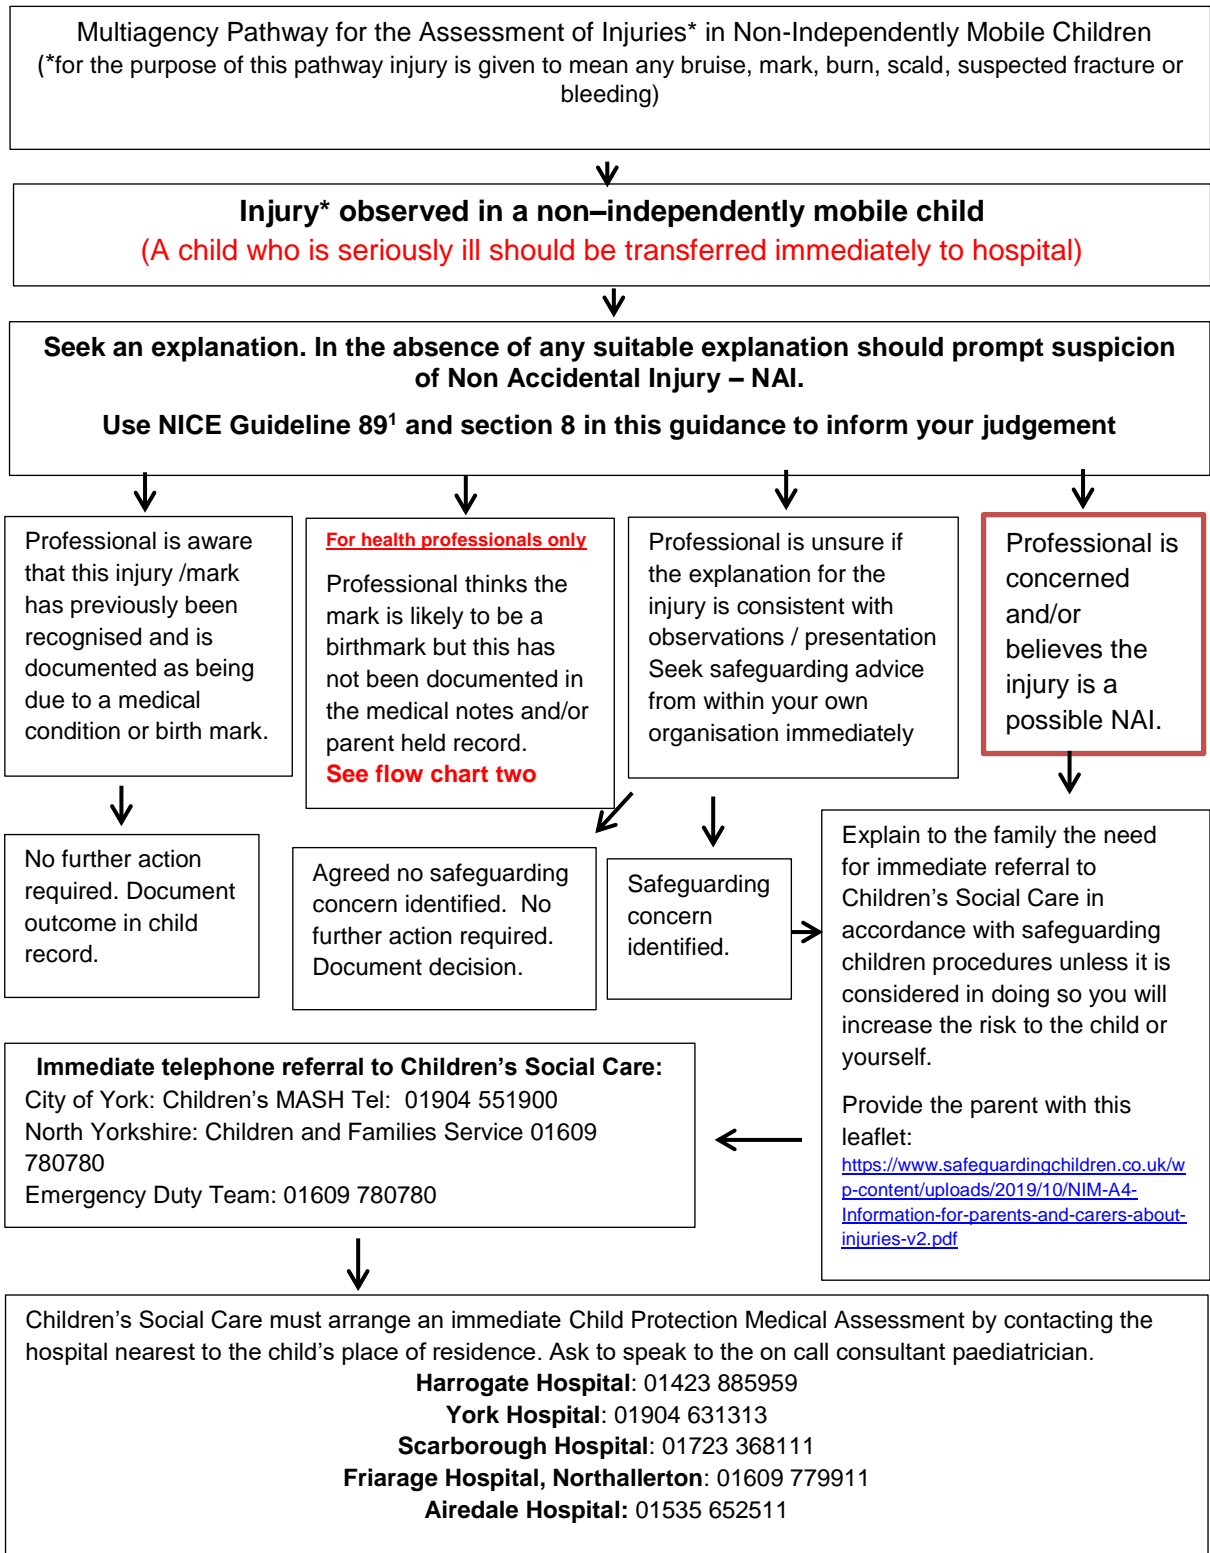 Multiagency Pathway for the Assessment of Injuries* in Non-Independently Mobile Children
(*for the purpose of this pathway injury is given to mean any bruise, mark, burn, scald, suspected fracture or
bleeding)
Injury* observed in a non–independently mobile child
(A child who is seriously ill should be transferred immediately to hospital)
Seek an explanation. In the absence of any suitable explanation should prompt suspicion
of Non Accidental Injury – NAI.
Use NICE Guideline 89¹ and section 8 in this guidance to inform your judgement
Professional is aware
that this injury /mark
has previously been
recognised and is
documented as being
due to a medical
condition or birth mark.
For health professionals only
Professional thinks the
mark is likely to be a
birthmark but this has
not been documented in
the medical notes and/or
parent held record.
See flow chart two
Professional is unsure if
the explanation for the
injury is consistent with
observations / presentation
Seek safeguarding advice
from within your own
organisation immediately
Professional is
concerned
and/or
believes the
injury is a
possible NAI.
No further action
required. Document
outcome in child
record.
Agreed no safeguarding
concern identified. No
further action required.
Document decision.
Safeguarding
concern
identified.
Explain to the family the need
for immediate referral to
Children's Social Care in
accordance with safeguarding
children procedures unless it is
considered in doing so you will
increase the risk to the child or
yourself.
Provide the parent with this
leaflet:
https://www.safeguardingchildren.co.uk/w
p-content/uploads/2019/10/NIM-A4-
Information-for-parents-and-carers-about-
injuries-v2.pdf
Immediate telephone referral to Children's Social Care:
City of York: Children's MASH Tel: 01904 551900
North Yorkshire: Children and Families Service 01609
780780
Emergency Duty Team: 01609 780780
Children's Social Care must arrange an immediate Child Protection Medical Assessment by contacting the
hospital nearest to the child's place of residence. Ask to speak to the on call consultant paediatrician.
Harrogate Hospital: 01423 885959
York Hospital: 01904 631313
Scarborough Hospital: 01723 368111
Friarage Hospital, Northallerton: 01609 779911
Airedale Hospital: 01535 652511